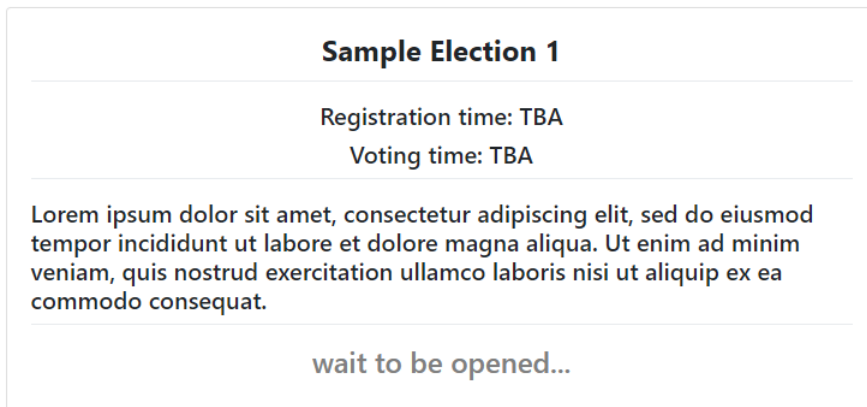 Sample Election 1
Registration time: TBA
Voting time: TBA
Lorem ipsum dolor sit amet, consectetur adipiscing elit, sed do eiusmod
tempor incididunt ut labore et dolore magna aliqua. Ut enim ad minim
veniam, quis nostrud exercitation ullamco laboris nisi ut aliquip ex ea
commodo consequat.
wait to be opened...